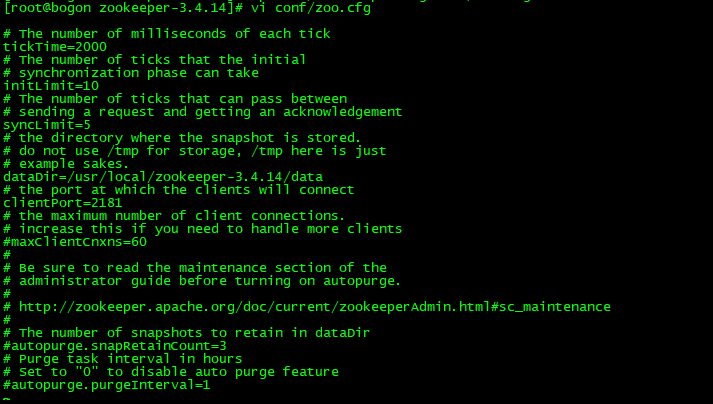 [root@bogon zookeeper-3.4.14]# vi conf/zoo.cfg
# The number of milliseconds of each tick
tickTime=2000
# The number of ticks that the initial
# synchronization phase can take
initLimit=10
# The number of ticks that can pass between
# sending a request and getting an acknowledgement
syncLimit=5
# the directory where the snapshot is stored.
# do not use /tmp for storage, /tmp here is just
# example sakes.
dataDir=/usr/local/zookeeper-3.4.14/data
# the port at which the clients will connect
clientPort=2181
# the maximum number of client connections.
# increase this if you need to handle more clients
#maxClientCnxns=60
#
# Be sure to read the maintenance section of the
# administrator guide before turning on autopurge.
#
# http://zookeeper.apache.org/doc/current/zookeeperAdmin.html#sc_maintenance
#
# The number of snapshots to retain in dataDir
#autopurge.snapRetainCount=3
# Purge task interval in hours
# Set to "0" to disable auto purge feature
#autopurge.purgeInterval=1
~